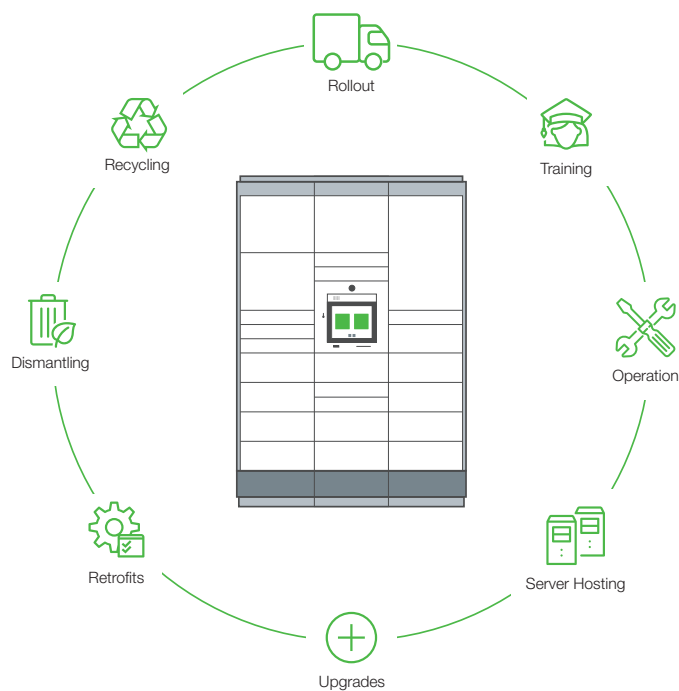 Rollout
Training
Operation
Server Hosting
Upgrades
Retrofits
Dismantling
Recycling